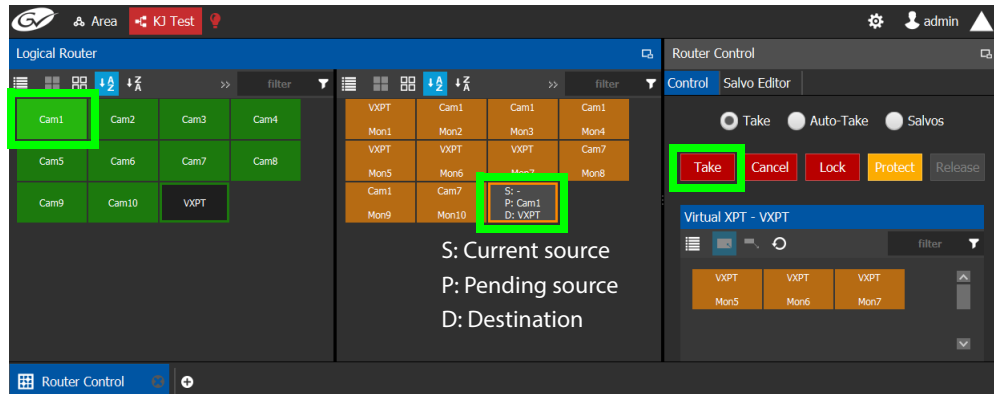 GV Area KJ Test admin
Logical Router
Router Control
>> filter
>> filter
Control Salvo Editor
Cam1 Cam2 Cam3 Cam4
Cam5 Cam6 Cam7 Cam8
Cam9 Cam10 VXPT
VXPT Cam1 Cam1 Cam1
Mon1 Mon2 Mon3 Mon4
VXPT VXPT VXPT Cam7
Mon5 Mon6 Mon7 Mon8
Cam1 Cam7 S: -
P: Cam1
Mon9 Mon10 D: VXPT
S: Current source
P: Pending source
D: Destination
Take Auto-Take Salvos
Take Cancel Lock Protect Release
Virtual XPT - VXPT
filter
VXPT VXPT VXPT
Mon5 Mon6 Mon7
Router Control